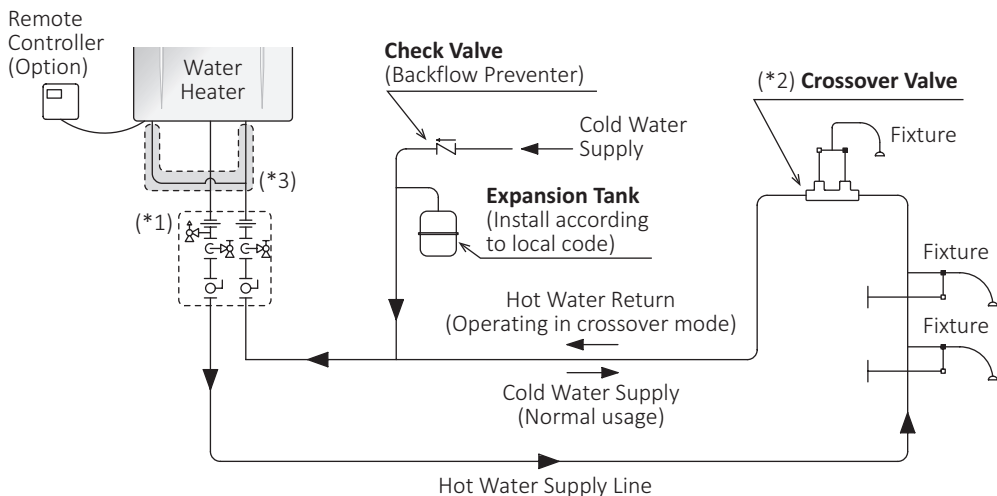 Remote
Controller
(Option)
Water
Heater
Check Valve
(Backflow Preventer)
(*2) Crossover Valve
Fixture
Cold Water
Supply
(*3)
(*1)
Expansion Tank
(Install according
to local code)
Fixture
Hot Water Return
(Operating in crossover mode)
Fixture
Cold Water Supply
(Normal usage)
Hot Water Supply Line